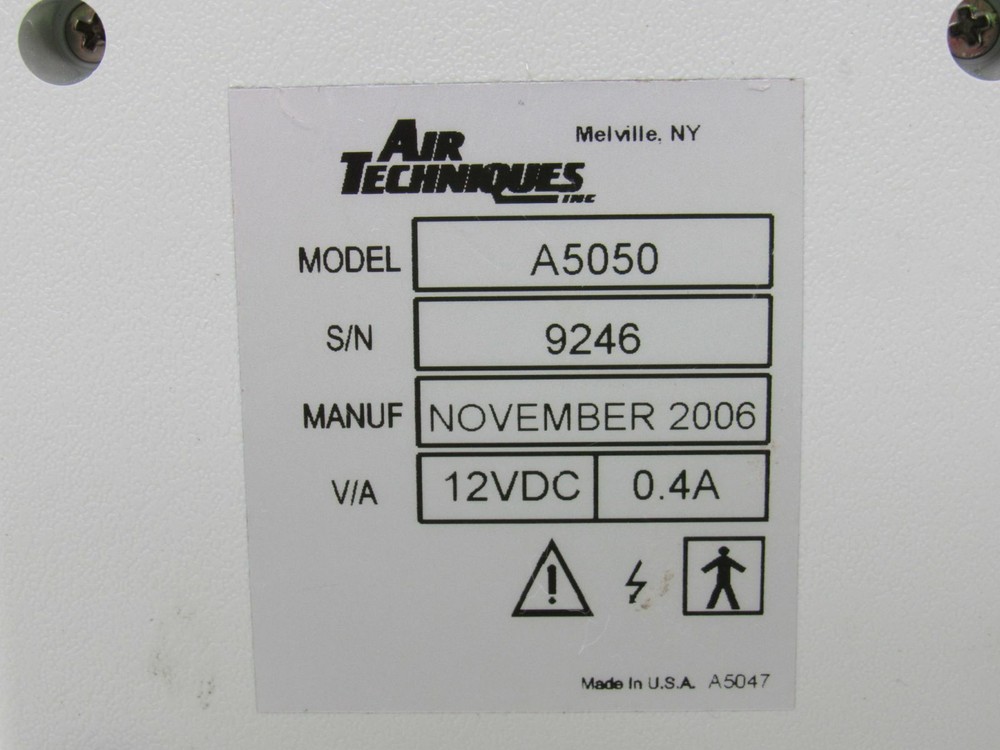 AIR
TECHNIQUES
INC
Melville, NY
MODEL A5050
S/N 9246
MANUF NOVEMBER 2006
V/A 12VDC 0.4A
Made In U.S.A. A5047